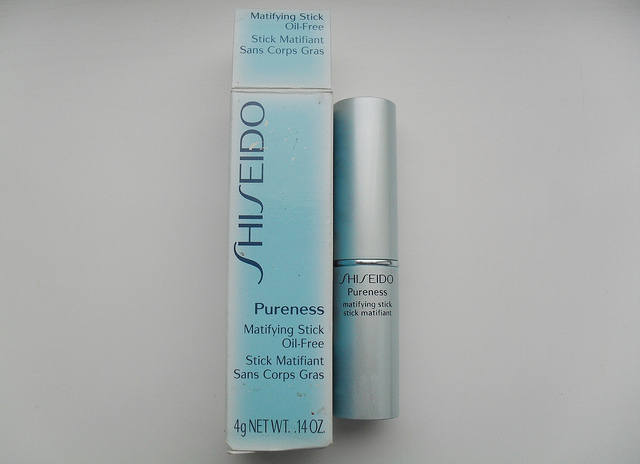 Matifying Stick
Oil-Free
Stick Matifiant
Sans Corps Gras
SHISEIDO
Pureness
Matifying Stick
Oil-Free
Stick Matifiant
Sans Corps Gras
4g NET WT. .14 OZ.
SHISEIDO
Pureness
matifying stick
stick matifiant